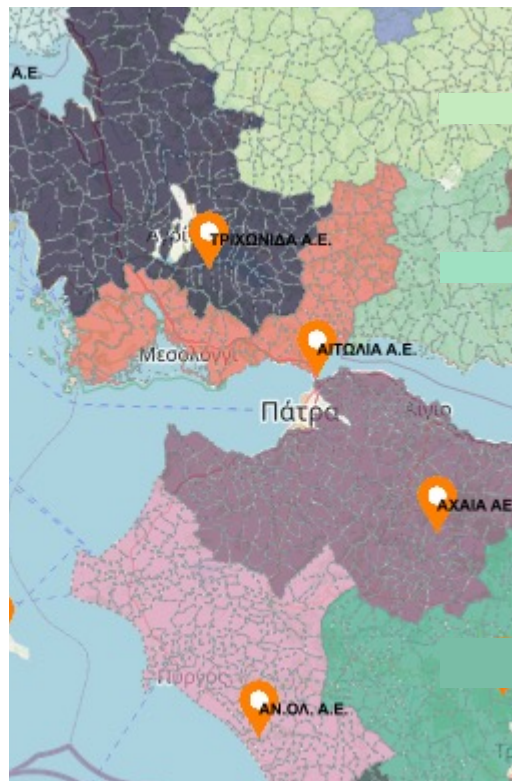 Α.Ε.
ΤΡΙΧΩΝΙΔΑ Α.Ε.
ΑΙΤΩΛΙΑ Α.Ε.
Μεσολόγγι
Πάτρα
Αίγιο
ΑΧΑΙΑ ΑΕ
Πύργος
ΑΝ.ΟΛ. Α.Ε.